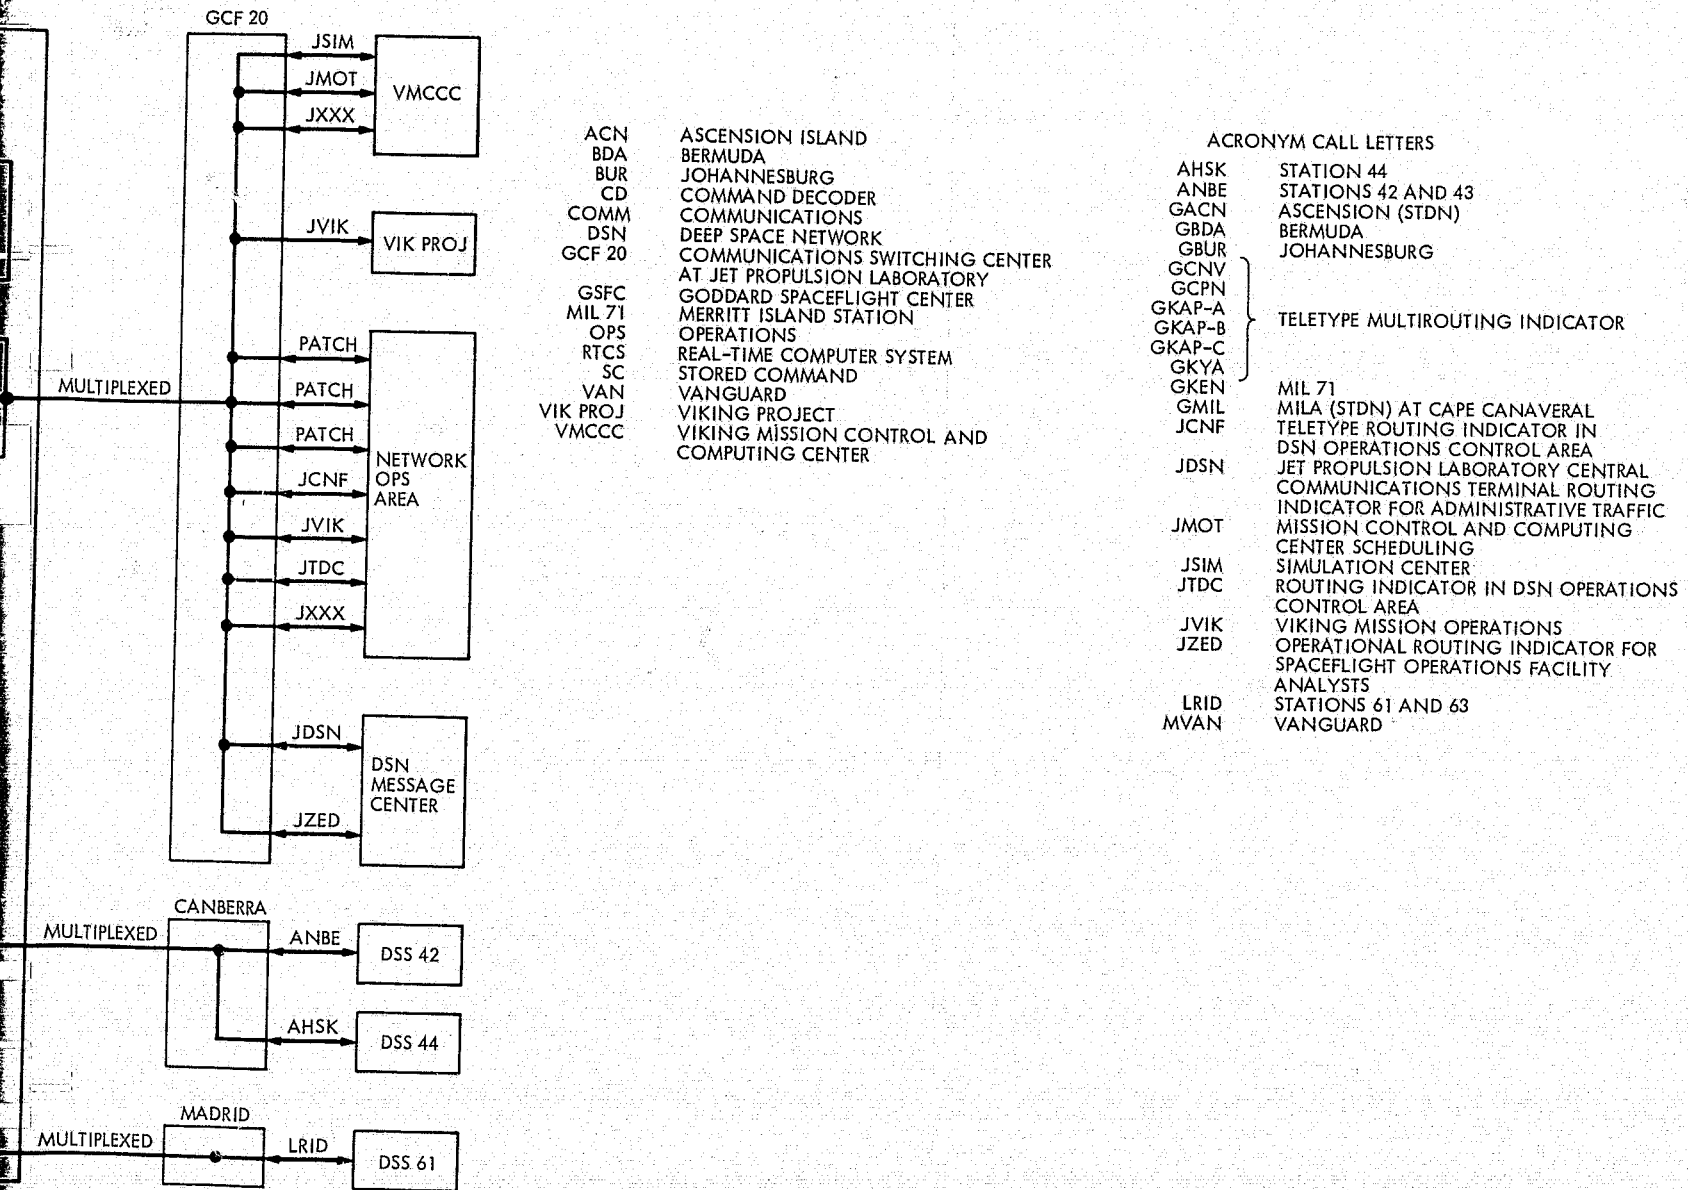 GCF 20
JSIM
JMOT
JXXX
VMCCC
JVIK
VIK PROJ
MULTIPLEXED
PATCH
PATCH
PATCH
JCNF
JVIK
JTDC
JXXX
NETWORK
OPS
AREA
JDSN
JZED
DSN
MESSAGE
CENTER
CANBERRA
MULTIPLEXED
ANBE
DSS 42
AHSK
DSS 44
MADRID
MULTIPLEXED
LRID
DSS 61
ACN ASCENSION ISLAND
BDA BERMUDA
BUR JOHANNESBURG
CD COMMAND DECODER
COMM COMMUNICATIONS
DSN DEEP SPACE NETWORK
GCF 20 COMMUNICATIONS SWITCHING CENTER
AT JET PROPULSION LABORATORY
GSFC GODDARD SPACEFLIGHT CENTER
MIL 71 MERRITT ISLAND STATION
OPS OPERATIONS
RTCS REAL-TIME COMPUTER SYSTEM
SC STORED COMMAND
VAN VANGUARD
VIK PROJ VIKING PROJECT
VMCCC VIKING MISSION CONTROL AND
COMPUTING CENTER
ACRONYM CALL LETTERS
AHSK STATION 44
ANBE STATIONS 42 AND 43
GACN ASCENSION (STDN)
GBDA BERMUDA
GBUR JOHANNESBURG
GCNV
GCPN
GKAP-A
GKAP-B
GKAP-C
GKYA
TELETYPE MULTIROUTING INDICATOR
GKEN MIL 71
GMIL MILA (STDN) AT CAPE CANAVERAL
JCNF TELETYPE ROUTING INDICATOR IN
DSN OPERATIONS CONTROL AREA
JDSN JET PROPULSION LABORATORY CENTRAL
COMMUNICATIONS TERMINAL ROUTING
INDICATOR FOR ADMINISTRATIVE TRAFFIC
JMOT MISSION CONTROL AND COMPUTING
CENTER SCHEDULING
JSIM SIMULATION CENTER
JTDC ROUTING INDICATOR IN DSN OPERATIONS
CONTROL AREA
JVIK VIKING MISSION OPERATIONS
JZED OPERATIONAL ROUTING INDICATOR FOR
SPACEFLIGHT OPERATIONS FACILITY
ANALYSTS
LRID STATIONS 61 AND 63
MVAN VANGUARD